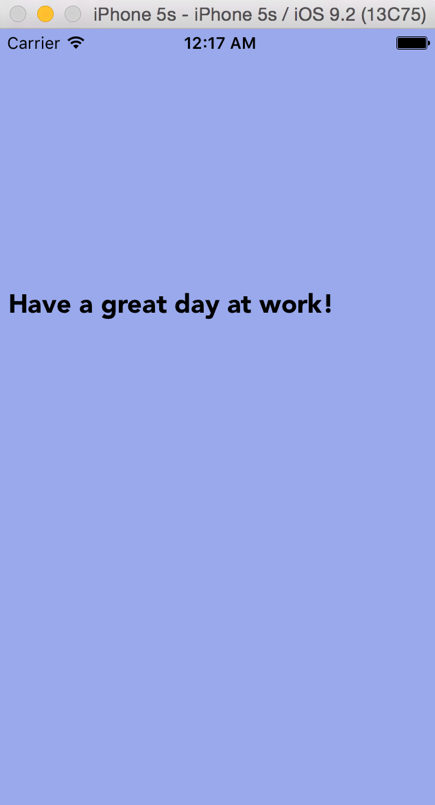 iPhone 5s - iPhone 5s / iOS 9.2 (13C75)
Carrier 12:17 AM
Have a great day at work!